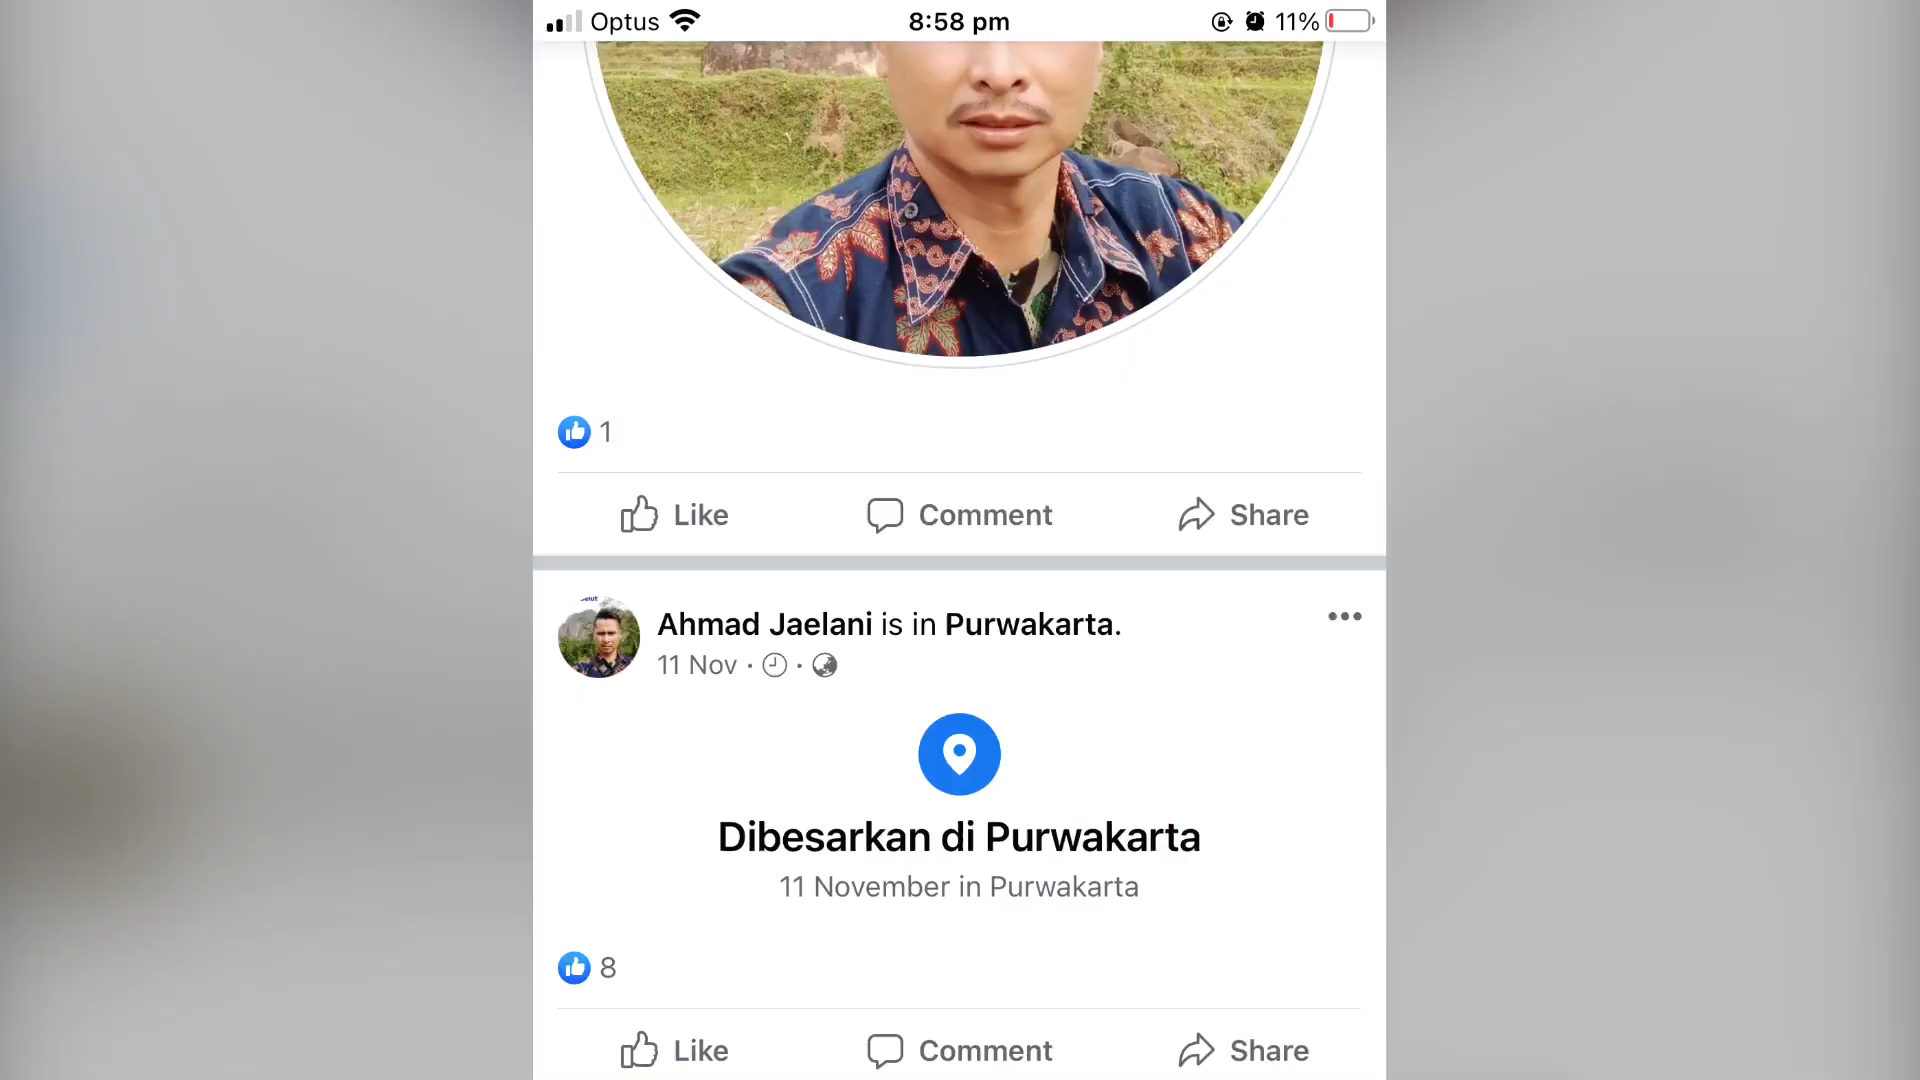 Optus
8:58 pm
11%
1
Like
Comment
Share
Ahmad Jaelani is in Purwakarta.
11 Nov
Dibesarkan di Purwakarta
11 November in Purwakarta
8
Like
Comment
Share